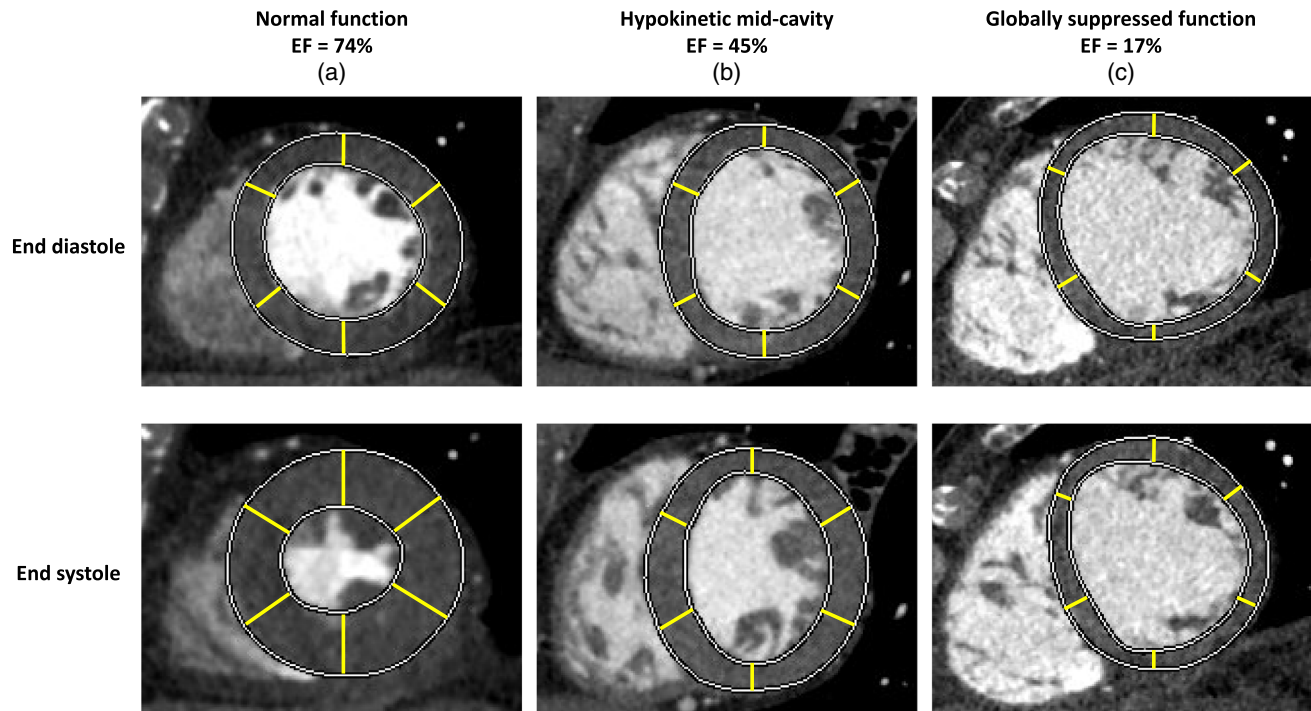 Normal function
EF = 74%
(a)
Hypokinetic mid-cavity
EF = 45%
(b)
Globally suppressed function
EF = 17%
(c)
End diastole
End systole